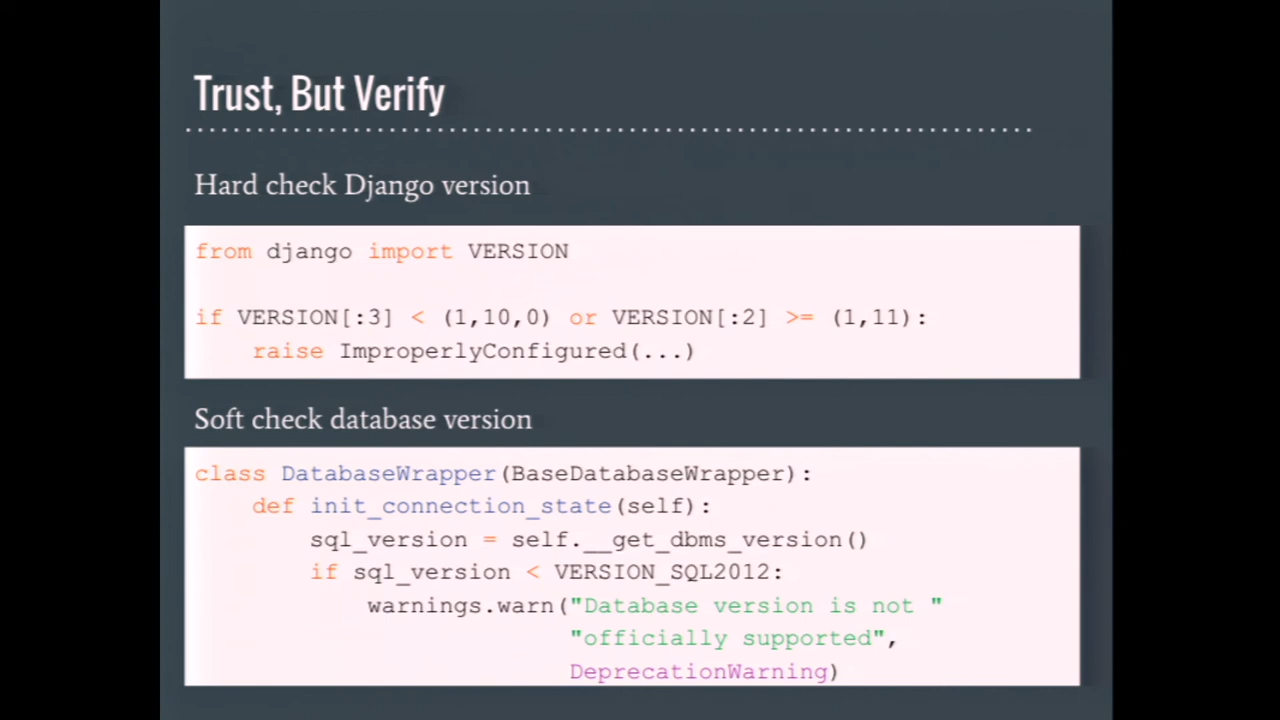 Trust, But Verify
Hard check Django version
from django import VERSION
if VERSION[:3] < (1,10,0) or VERSION[:2] >= (1,11):
    raise ImproperlyConfigured(...)
Soft check database version
class DatabaseWrapper(BaseDatabaseWrapper):
    def init_connection_state(self):
        sql_version = self.__get_dbms_version()
        if sql_version < VERSION_SQL2012:
            warnings.warn("Database version is not "
                          "officially supported",
                          DeprecationWarning)